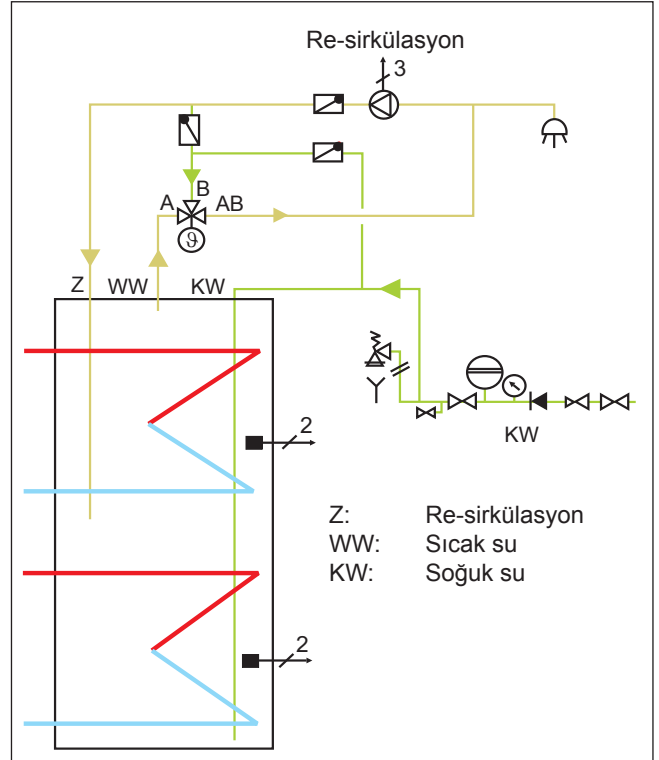 Re-sirkülasyon
3
B
A
AB
ϑ
Z
WW
KW
2
KW
Z: Re-sirkülasyon
WW: Sıcak su
KW: Soğuk su
2